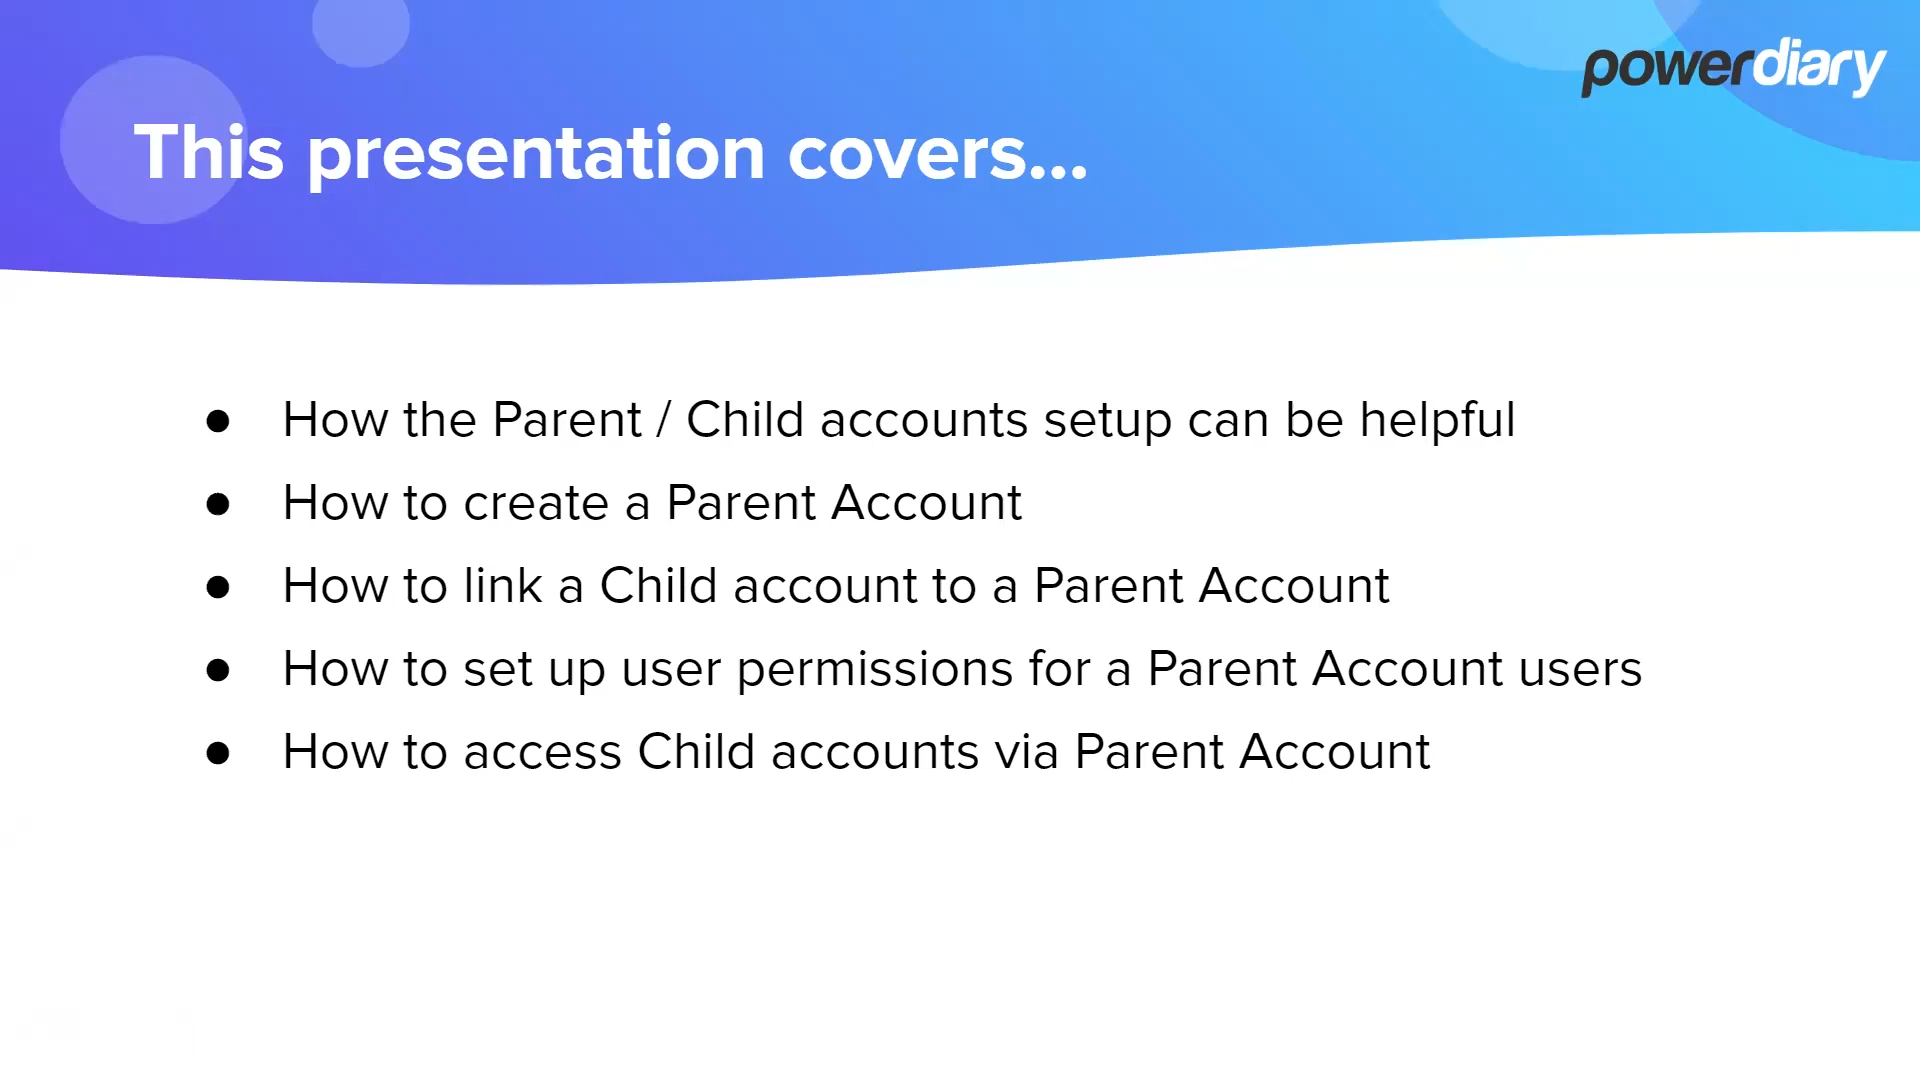 powerdiary
This presentation covers...
● How the Parent / Child accounts setup can be helpful
● How to create a Parent Account
● How to link a Child account to a Parent Account
● How to set up user permissions for a Parent Account users
● How to access Child accounts via Parent Account